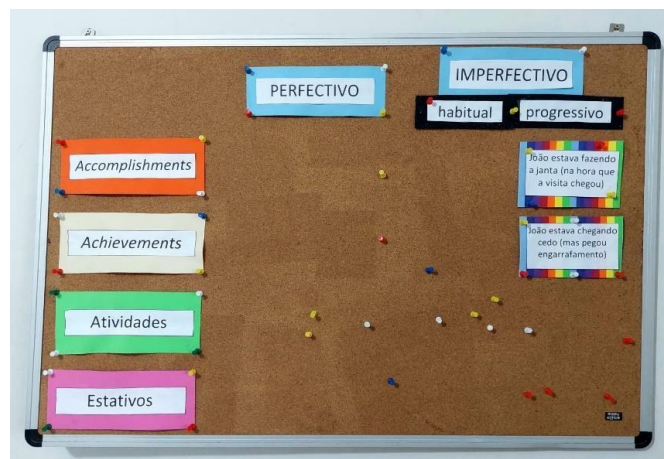 PERFECTIVO
IMPERFECTIVO
habitual
progressivo
Accomplishments
João estava fazendo
a janta (na hora que
a visita chegou)
Achievements
João estava chegando
cedo (mas pegou
engarrafamento)
Atividades
Estativos